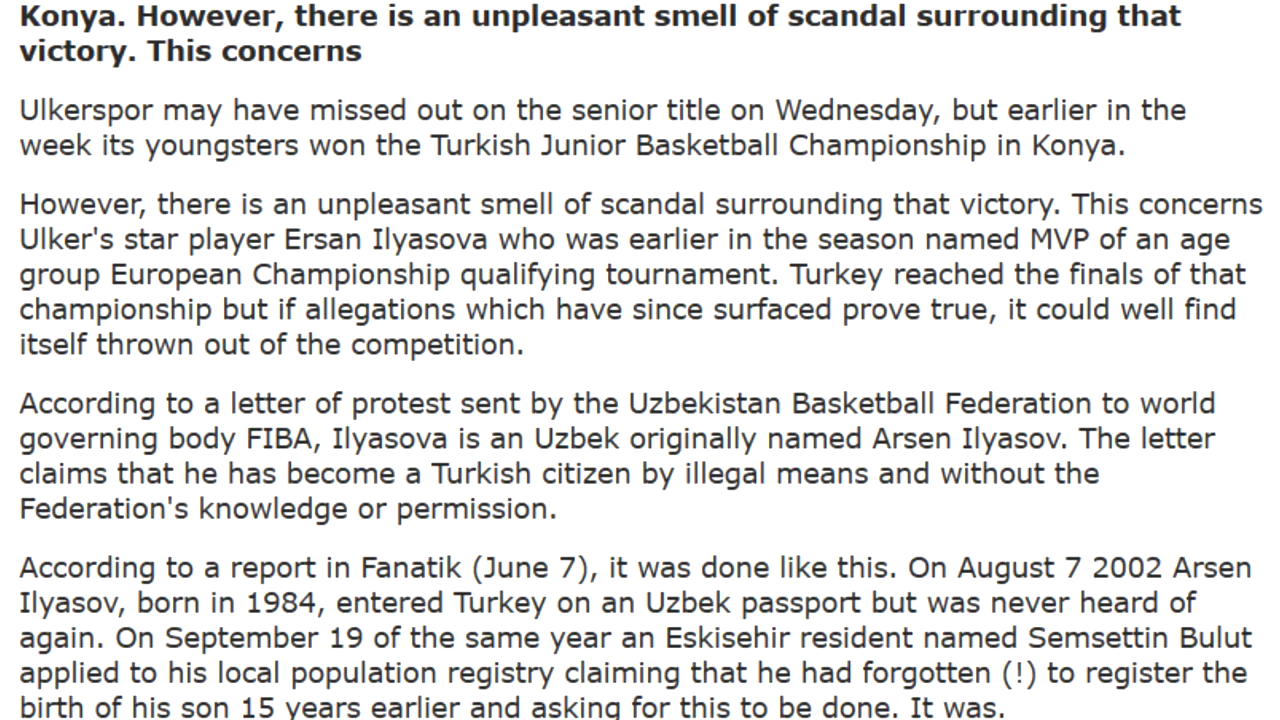 Konya. However, there is an unpleasant smell of scandal surrounding that
victory. This concerns
Ulkerspor may have missed out on the senior title on Wednesday, but earlier in the
week its youngsters won the Turkish Junior Basketball Championship in Konya.
However, there is an unpleasant smell of scandal surrounding that victory. This concerns
Ulker's star player Ersan Ilyasova who was earlier in the season named MVP of an age
group European Championship qualifying tournament. Turkey reached the finals of that
championship but if allegations which have since surfaced prove true, it could well find
itself thrown out of the competition.
According to a letter of protest sent by the Uzbekistan Basketball Federation to world
governing body FIBA, Ilyasova is an Uzbek originally named Arsen Ilyasov. The letter
claims that he has become a Turkish citizen by illegal means and without the
Federation's knowledge or permission.
According to a report in Fanatik (June 7), it was done like this. On August 7 2002 Arsen
Ilyasov, born in 1984, entered Turkey on an Uzbek passport but was never heard of
again. On September 19 of the same year an Eskisehir resident named Semsettin Bulut
applied to his local population registry claiming that he had forgotten (!) to register the
birth of his son 15 years earlier and asking for this to be done. It was.